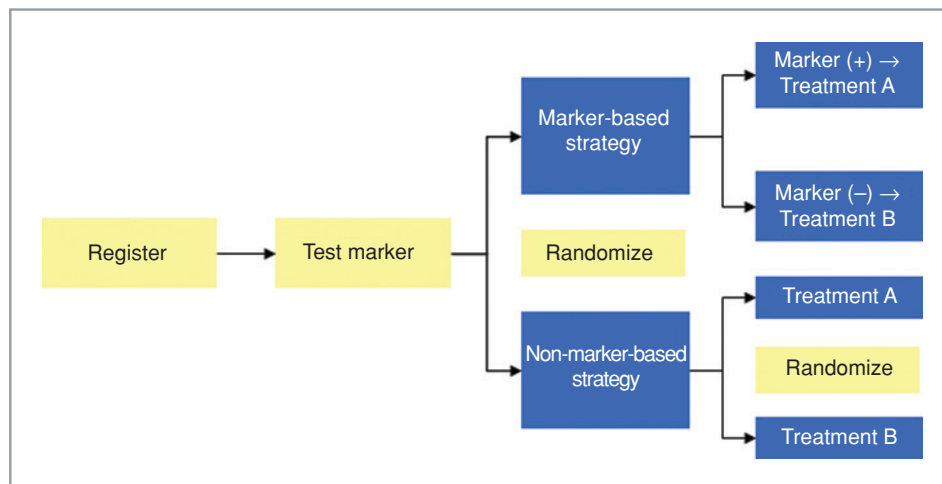 Register
Test marker
Marker-based
strategy
Randomize
Non-marker-based
strategy
Marker (+) →
Treatment A
Marker (–) →
Treatment B
Treatment A
Randomize
Treatment B